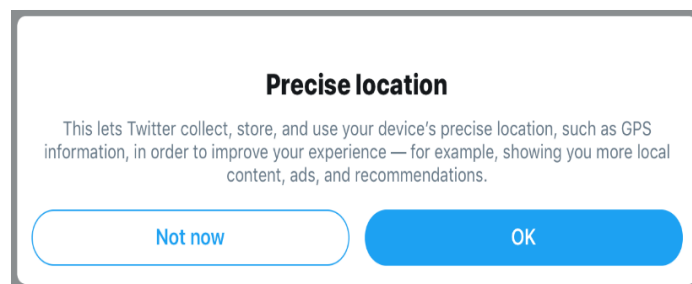 Precise location
This lets Twitter collect, store, and use your device’s precise location, such as GPS
information, in order to improve your experience — for example, showing you more local
content, ads, and recommendations.
Not now
OK